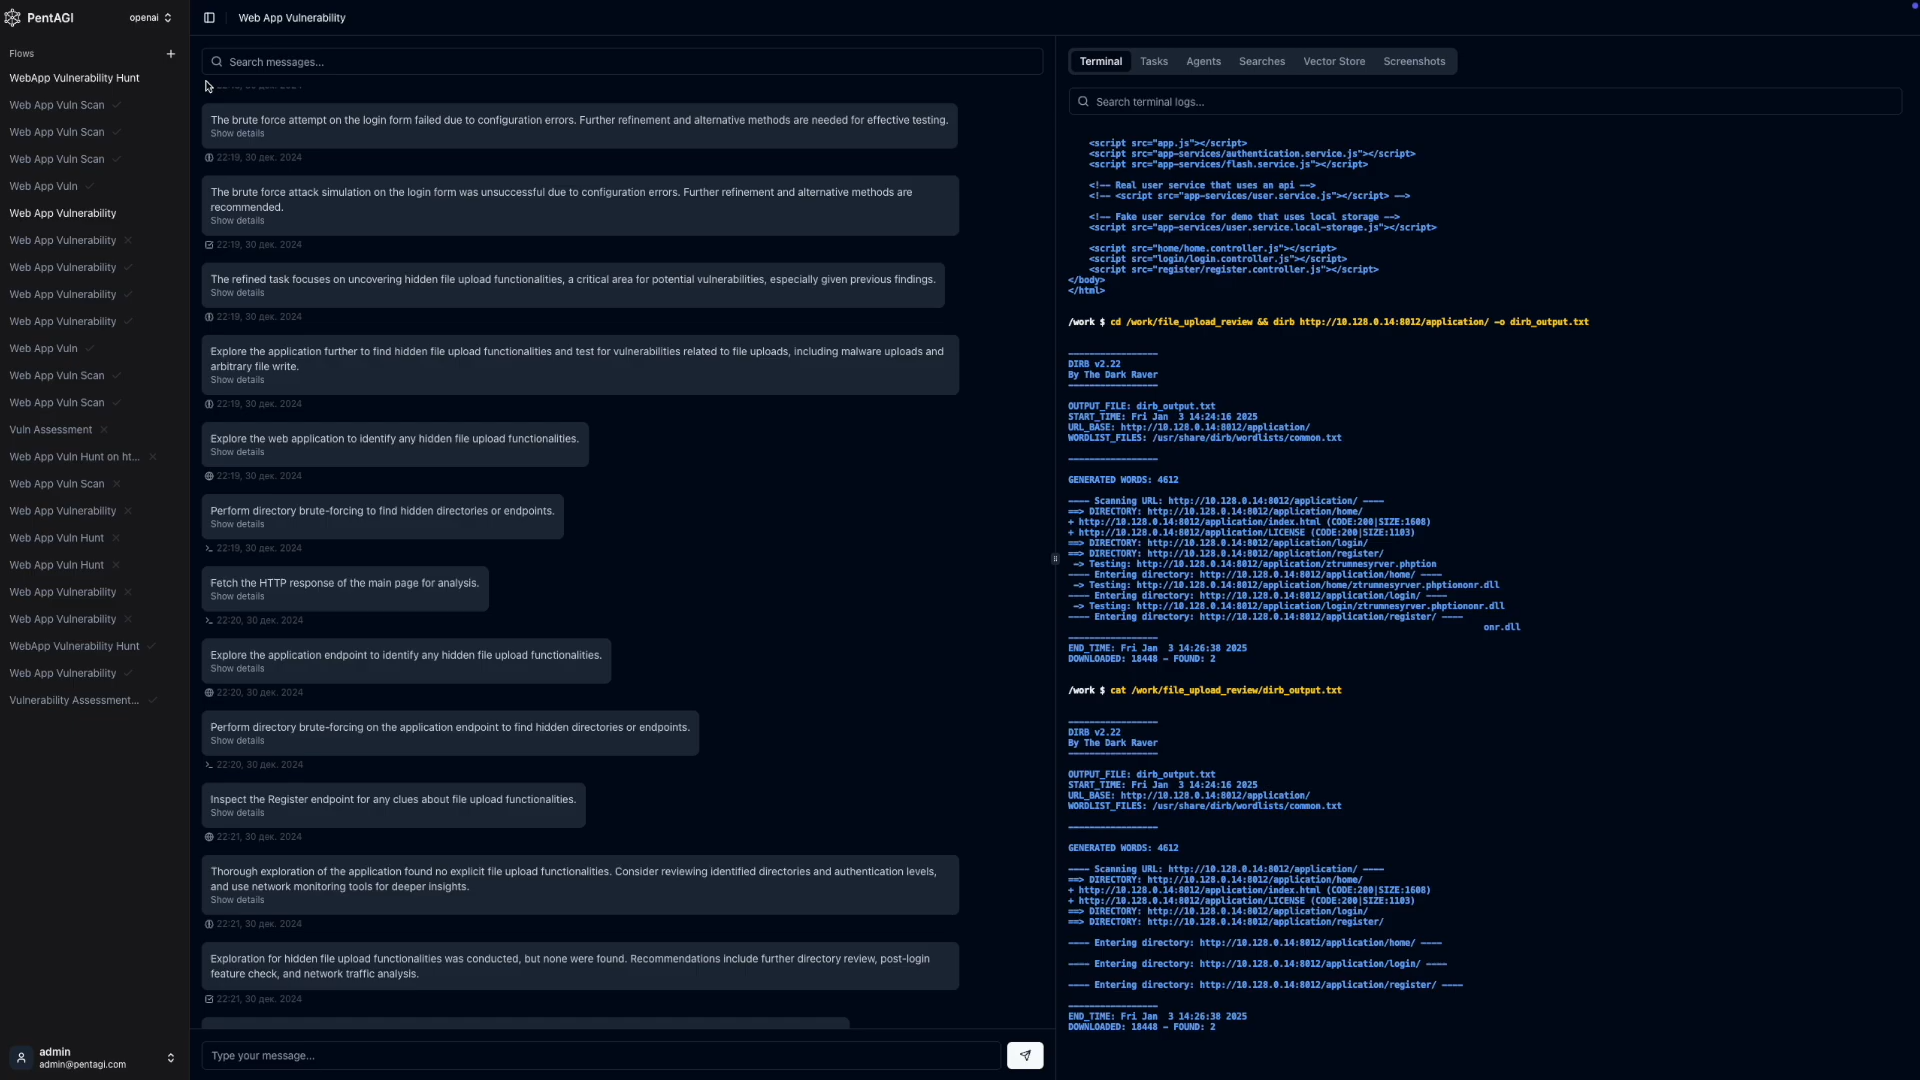 PentAGI
openai
Flows
WebApp Vulnerability Hunt
Web App Vuln Scan
Web App Vuln Scan
Web App Vuln Scan
Web App Vuln
Web App Vulnerability
Web App Vulnerability
Web App Vulnerability
Web App Vulnerability
Web App Vulnerability
Web App Vuln
Web App Vuln Scan
Web App Vuln Scan
Vuln Assessment
Web App Vuln Hunt on ht...
Web App Vuln Scan
Web App Vulnerability
Web App Vuln Hunt
Web App Vuln Hunt
Web App Vulnerability
Web App Vulnerability
WebApp Vulnerability Hunt
Web App Vulnerability
Vulnerability Assessment...
admin
admin@pentagi.com
Web App Vulnerability
Search messages...
The brute force attempt on the login form failed due to configuration errors. Further refinement and alternative methods are needed for effective testing.
Show details
22:19, 30 дек. 2024
The brute force attack simulation on the login form was unsuccessful due to configuration errors. Further refinement and alternative methods are
recommended.
Show details
22:19, 30 дек. 2024
The refined task focuses on uncovering hidden file upload functionalities, a critical area for potential vulnerabilities, especially given previous findings.
Show details
22:19, 30 дек. 2024
Explore the application further to find hidden file upload functionalities and test for vulnerabilities related to file uploads, including malware uploads and
arbitrary file write.
Show details
22:19, 30 дек. 2024
Explore the web application to identify any hidden file upload functionalities.
Show details
22:19, 30 дек. 2024
Perform directory brute-forcing to find hidden directories or endpoints.
Show details
22:19, 30 дек. 2024
Fetch the HTTP response of the main page for analysis.
Show details
22:20, 30 дек. 2024
Explore the application endpoint to identify any hidden file upload functionalities.
Show details
22:20, 30 дек. 2024
Perform directory brute-forcing on the application endpoint to find hidden directories or endpoints.
Show details
22:20, 30 дек. 2024
Inspect the Register endpoint for any clues about file upload functionalities.
Show details
22:21, 30 дек. 2024
Thorough exploration of the application found no explicit file upload functionalities. Consider reviewing identified directories and authentication levels,
and use network monitoring tools for deeper insights.
Show details
22:21, 30 дек. 2024
Exploration for hidden file upload functionalities was conducted, but none were found. Recommendations include further directory review, post-login
feature check, and network traffic analysis.
22:21, 30 дек. 2024
Type your message...
Terminal Tasks Agents Searches Vector Store Screenshots
Search terminal logs...
<script src="app.js"></script>
<script src="app-services/authentication.service.js"></script>
<script src="app-services/flash.service.js"></script>
<!-- Real user service that uses an api -->
<!-- <script src="app-services/user.service.js"></script> -->
<!-- Fake user service for demo that uses local storage -->
<script src="app-services/user.service.local-storage.js"></script>
<script src="home/home.controller.js"></script>
<script src="login/login.controller.js"></script>
<script src="register/register.controller.js"></script>
</body>
</html>
/work $ cd /work/file_upload_review && dirb http://10.128.0.14:8012/application/ -o dirb_output.txt
-----------------
DIRB v2.22
By The Dark Raver
-----------------
OUTPUT_FILE: dirb_output.txt
START_TIME: Fri Jan  3 14:24:16 2025
URL_BASE: http://10.128.0.14:8012/application/
WORDLIST_FILES: /usr/share/dirb/wordlists/common.txt
-----------------
GENERATED WORDS: 4612
---- Scanning URL: http://10.128.0.14:8012/application/ ----
==> DIRECTORY: http://10.128.0.14:8012/application/home/
+ http://10.128.0.14:8012/application/index.html (CODE:200|SIZE:1608)
+ http://10.128.0.14:8012/application/LICENSE (CODE:200|SIZE:1103)
==> DIRECTORY: http://10.128.0.14:8012/application/login/
==> DIRECTORY: http://10.128.0.14:8012/application/register/
-> Testing: http://10.128.0.14:8012/application/ztrumnesyrver.phption
---- Entering directory: http://10.128.0.14:8012/application/home/ ----
-> Testing: http://10.128.0.14:8012/application/home/ztrumnesyrver.phptiononr.dll
---- Entering directory: http://10.128.0.14:8012/application/login/ ----
-> Testing: http://10.128.0.14:8012/application/login/ztrumnesyrver.phptiononr.dll
---- Entering directory: http://10.128.0.14:8012/application/register/ ----
onr.dll
-----------------
END_TIME: Fri Jan  3 14:26:38 2025
DOWNLOADED: 18448 - FOUND: 2
/work $ cat /work/file_upload_review/dirb_output.txt
-----------------
DIRB v2.22
By The Dark Raver
-----------------
OUTPUT_FILE: dirb_output.txt
START_TIME: Fri Jan  3 14:24:16 2025
URL_BASE: http://10.128.0.14:8012/application/
WORDLIST_FILES: /usr/share/dirb/wordlists/common.txt
-----------------
GENERATED WORDS: 4612
---- Scanning URL: http://10.128.0.14:8012/application/ ----
==> DIRECTORY: http://10.128.0.14:8012/application/home/
+ http://10.128.0.14:8012/application/index.html (CODE:200|SIZE:1608)
+ http://10.128.0.14:8012/application/LICENSE (CODE:200|SIZE:1103)
==> DIRECTORY: http://10.128.0.14:8012/application/login/
==> DIRECTORY: http://10.128.0.14:8012/application/register/
---- Entering directory: http://10.128.0.14:8012/application/home/ ----
---- Entering directory: http://10.128.0.14:8012/application/login/ ----
---- Entering directory: http://10.128.0.14:8012/application/register/ ----
-----------------
END_TIME: Fri Jan  3 14:26:38 2025
DOWNLOADED: 18448 - FOUND: 2